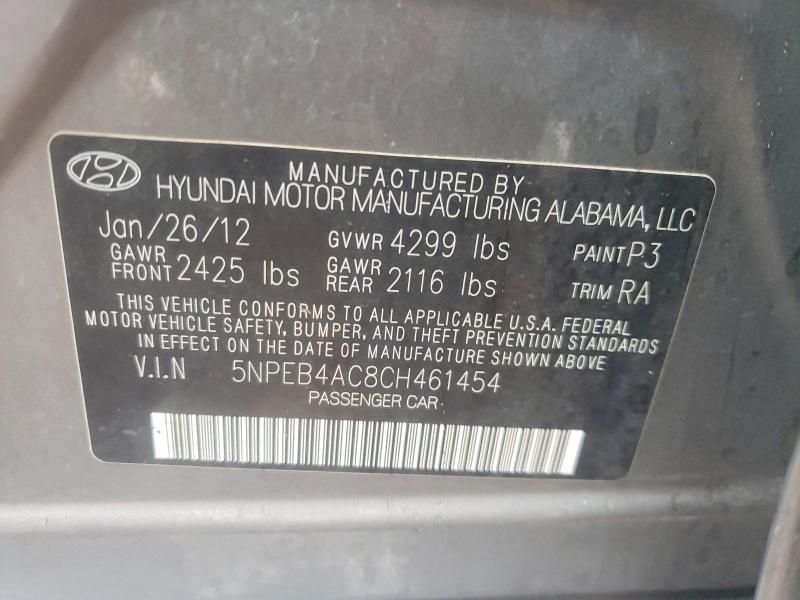 MANUFACTURED BY
HYUNDAI MOTOR MANUFACTURING ALABAMA, LLC
Jan/26/12 GVWR 4299 lbs PAINT P3
GAWR FRONT 2425 lbs GAWR REAR 2116 lbs TRIM RA
THIS VEHICLE CONFORMS TO ALL APPLICABLE U.S.A. FEDERAL
MOTOR VEHICLE SAFETY, BUMPER, AND THEFT PREVENTION STANDARDS
IN EFFECT ON THE DATE OF MANUFACTURE SHOWN ABOVE
V.I.N 5NPEB4AC8CH461454
PASSENGER CAR